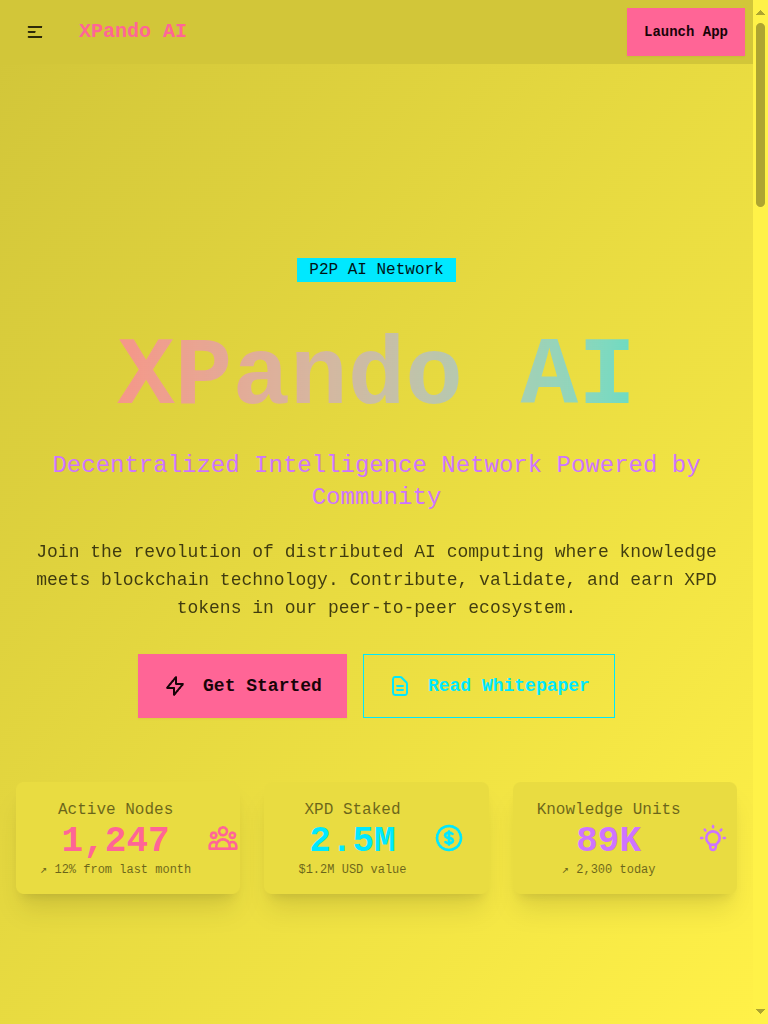 XPando AI
Launch App
P2P AI Network
XPando AI
Decentralized Intelligence Network Powered by
Community
Join the revolution of distributed AI computing where knowledge
meets blockchain technology. Contribute, validate, and earn XPD
tokens in our peer-to-peer ecosystem.
Get Started
Read Whitepaper
Active Nodes
1,247
↗ 12% from last month
XPD Staked
2.5M
$1.2M USD value
Knowledge Units
89K
↗ 2,300 today